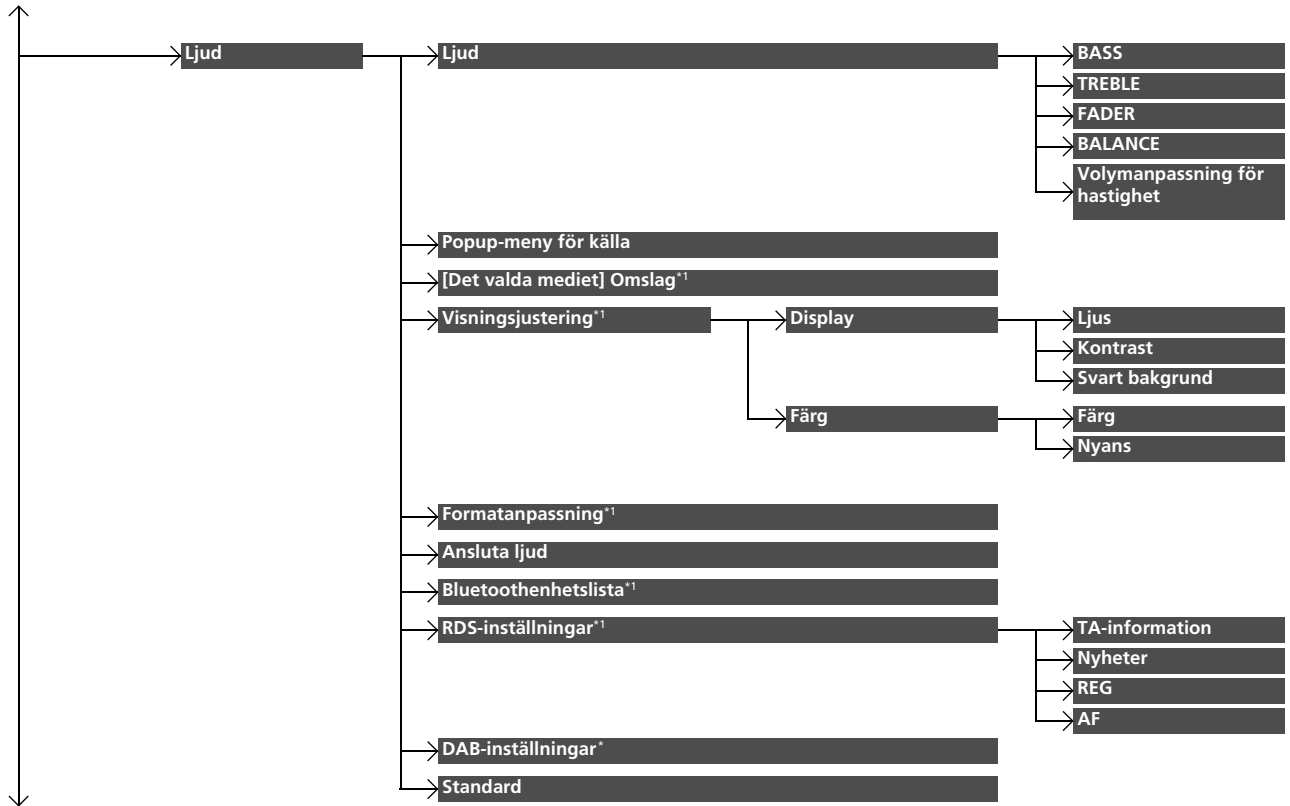 Ljud
Ljud
BASS
TREBLE
FADER
BALANCE
Volymanpassning för
hastighet
Popup-meny för källa
[Det valda mediet] Omslag*1
Visningsjustering*1
Display
Ljus
Kontrast
Svart bakgrund
Färg
Färg
Nyans
Formatanpassning*1
Ansluta ljud
Bluetoothenhetslista*1
RDS-inställningar*1
TA-information
Nyheter
REG
AF
DAB-inställningar*
Standard